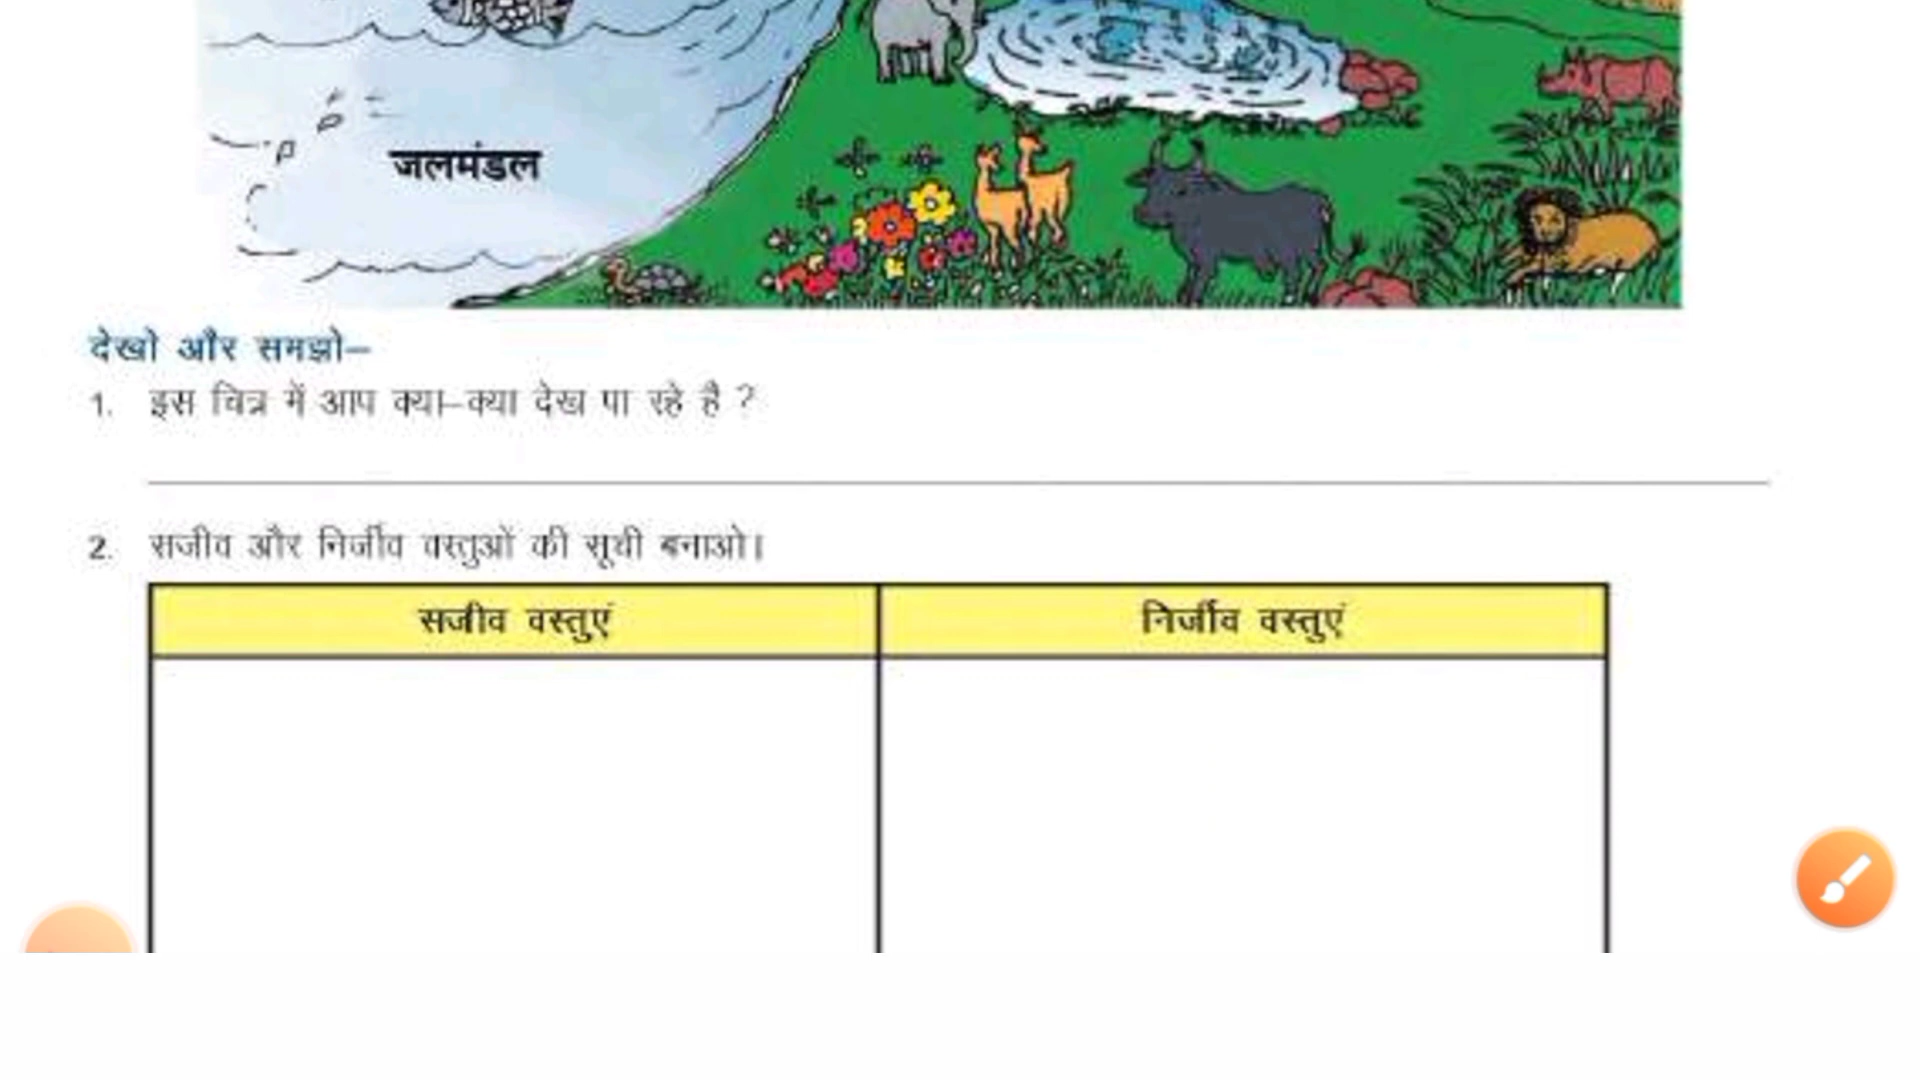 जलमंडल
देखो और समझो–
1. इस चित्र में आप क्या–क्या देख पा रहे है ?
2. सजीव और निर्जीव वस्तुओं की सूची बनाओ।
सजीव वस्तुएं
निर्जीव वस्तुएं